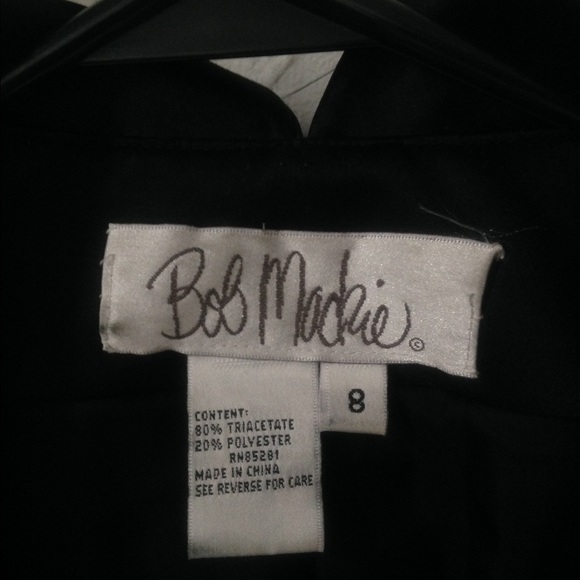 Bob Mackie ©
8
CONTENT:
80% TRIACETATE
20% POLYESTER
RN85281
MADE IN CHINA
SEE REVERSE FOR CARE